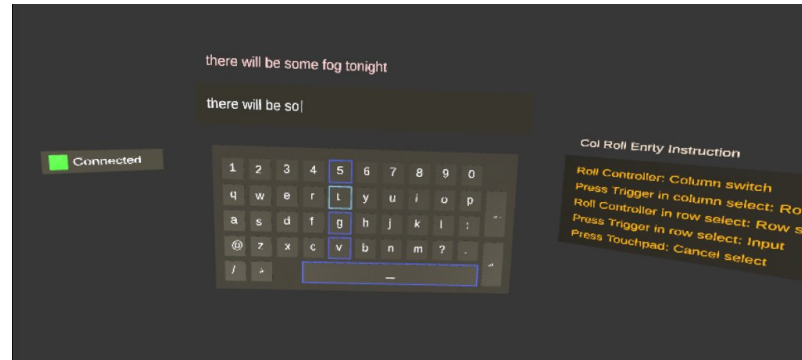 there will be some fog tonight
there will be so
Connected
1 2 3 4 5 6 7 8 9 0
q w e r t y u i o p
a s d f g h j k l :
@ z x c v b n m ? .
/
Col Roll Enrty Instruction
Roll Controller: Column switch
Press Trigger in column select: Ro
Roll Controller in row select: Row s
Press Trigger in row select: Input
Press Touchpad: Cancel select